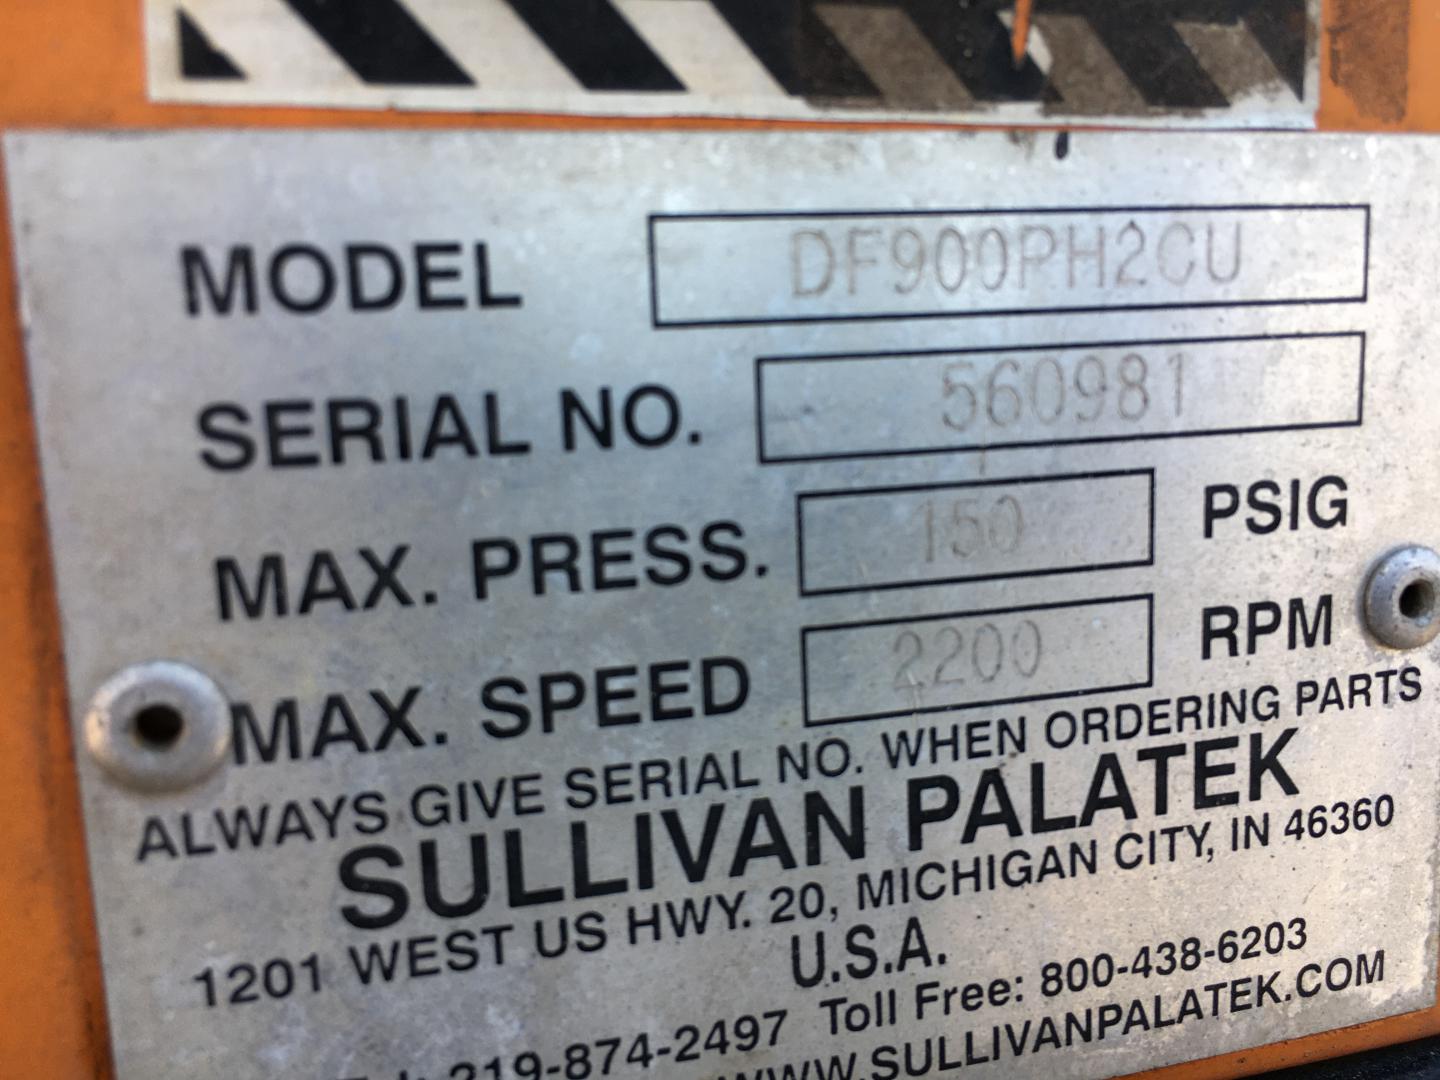 MODEL DF900PH2CU
SERIAL NO. 560981
MAX. PRESS. 150 PSIG
MAX. SPEED 2200 RPM
ALWAYS GIVE SERIAL NO. WHEN ORDERING PARTS
SULLIVAN PALATEK
1201 WEST US HWY. 20, MICHIGAN CITY, IN 46360
U.S.A.
219-874-2497 Toll Free: 800-438-6203
WWW.SULLIVANPALATEK.COM